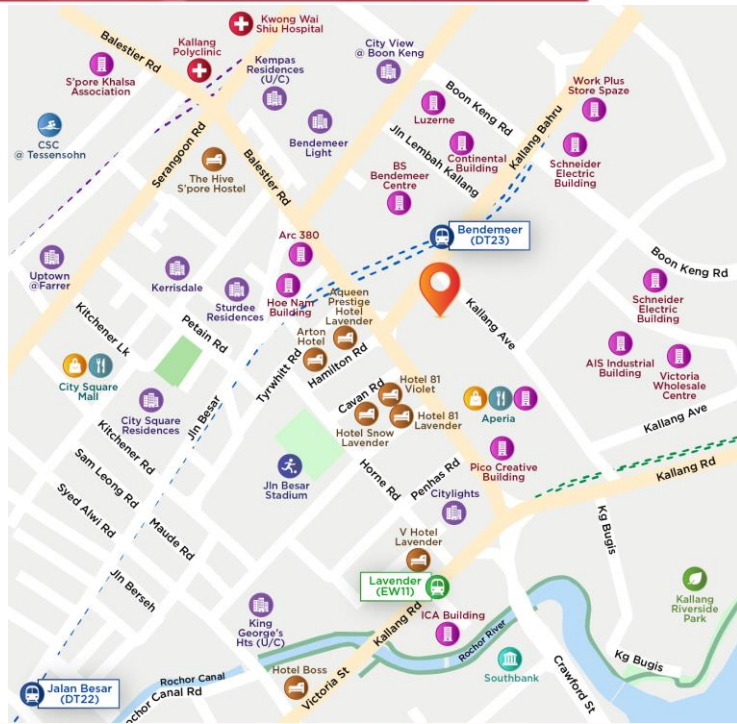 Kwong Wai
Shiu Hospital
Balestier Rd
Kallang
Polyclinic
City View
@ Boon Keng
Kempas
Residences
(U/C)
S'pore Khalsa
Association
Work Plus
Store Spaze
Boon Keng Rd
Luzerne
Kallang Bahru
CSC
@ Tessensohn
Serangoon Rd
Bendemeer
Light
Jln Lembah Kallang
Continental
Building
Schneider
Electric
Building
The Hive
S'pore Hostel
Balestier Rd
BS
Bendemeer
Centre
Bendemeer
(DT23)
Arc 380
Boon Keng Rd
Uptown
@Farrer
Kerrisdale
Sturdee
Residences
Hoe Nam
Building
Aqueen
Prestige
Hotel
Lavender
Kallang Ave
Schneider
Electric
Building
Kitchener Lk
Petain Rd
Tyrwhitt Rd
Arton
Hotel
Hamilton Rd
AIS Industrial
Building
Victoria
Wholesale
Centre
City Square
Mall
Cavan Rd
Hotel 81
Violet
City Square
Residences
Jln Besar
Hotel 81
Lavender
Hotel Snow
Lavender
Aperia
Kallang Ave
Kitchener Rd
Pico Creative
Building
Kallang Rd
Sam Leong Rd
Jln Besar
Stadium
Horne Rd
Penhas Rd
Citylights
Syed Alwi Rd
Maude Rd
Kg Bugis
V Hotel
Lavender
Jln Berseh
Lavender
(EW11)
Kallang
Riverside
Park
King
George's
Hts (U/C)
Kallang Rd
ICA Building
Rochor River
Kg Bugis
Rochor Canal
Hotel Boss
Victoria St
Southbank
Crawford St
Jalan Besar
(DT22)
Rochor Canal Rd